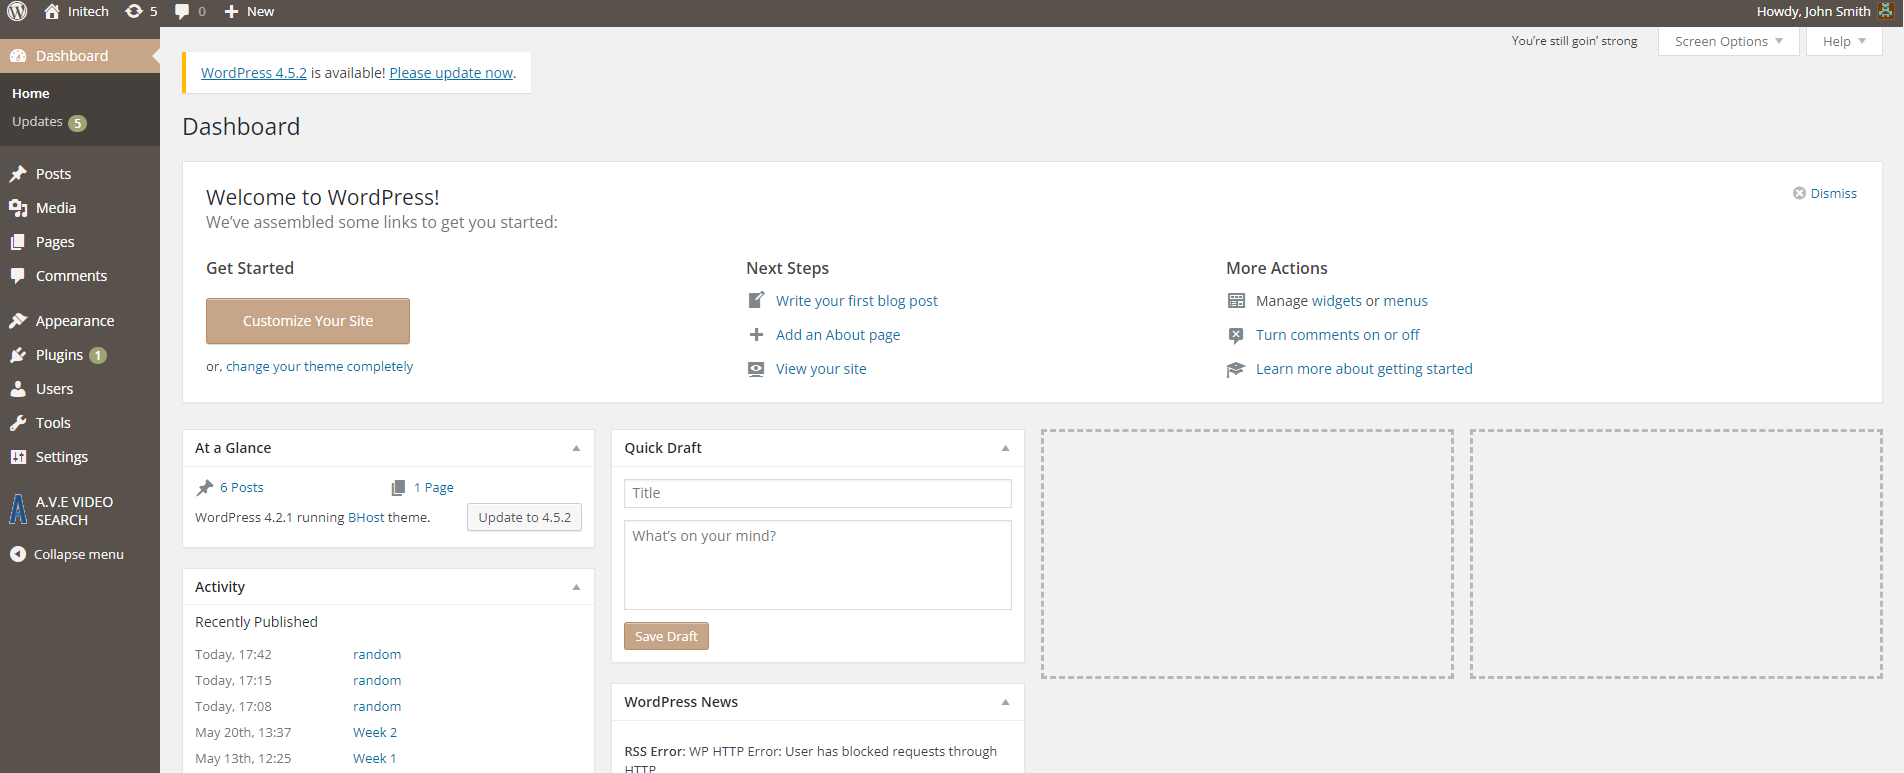 Initech
5
0
New
Howdy, John Smith
Dashboard
Home
Updates 5
Posts
Media
Pages
Comments
Appearance
Plugins 1
Users
Tools
Settings
A.V.E VIDEO
SEARCH
Collapse menu
You're still goin' strong
Screen Options
Help
WordPress 4.5.2 is available! Please update now.
Dashboard
Welcome to WordPress!
We've assembled some links to get you started:
Dismiss
Get Started
Customize Your Site
or, change your theme completely
Next Steps
Write your first blog post
Add an About page
View your site
More Actions
Manage widgets or menus
Turn comments on or off
Learn more about getting started
At a Glance
6 Posts
1 Page
WordPress 4.2.1 running BHost theme.
Update to 4.5.2
Activity
Recently Published
Today, 17:42 random
Today, 17:15 random
Today, 17:08 random
May 20th, 13:37 Week 2
May 13th, 12:25 Week 1
Quick Draft
Title
What's on your mind?
Save Draft
WordPress News
RSS Error: WP HTTP Error: User has blocked requests through
HTTP